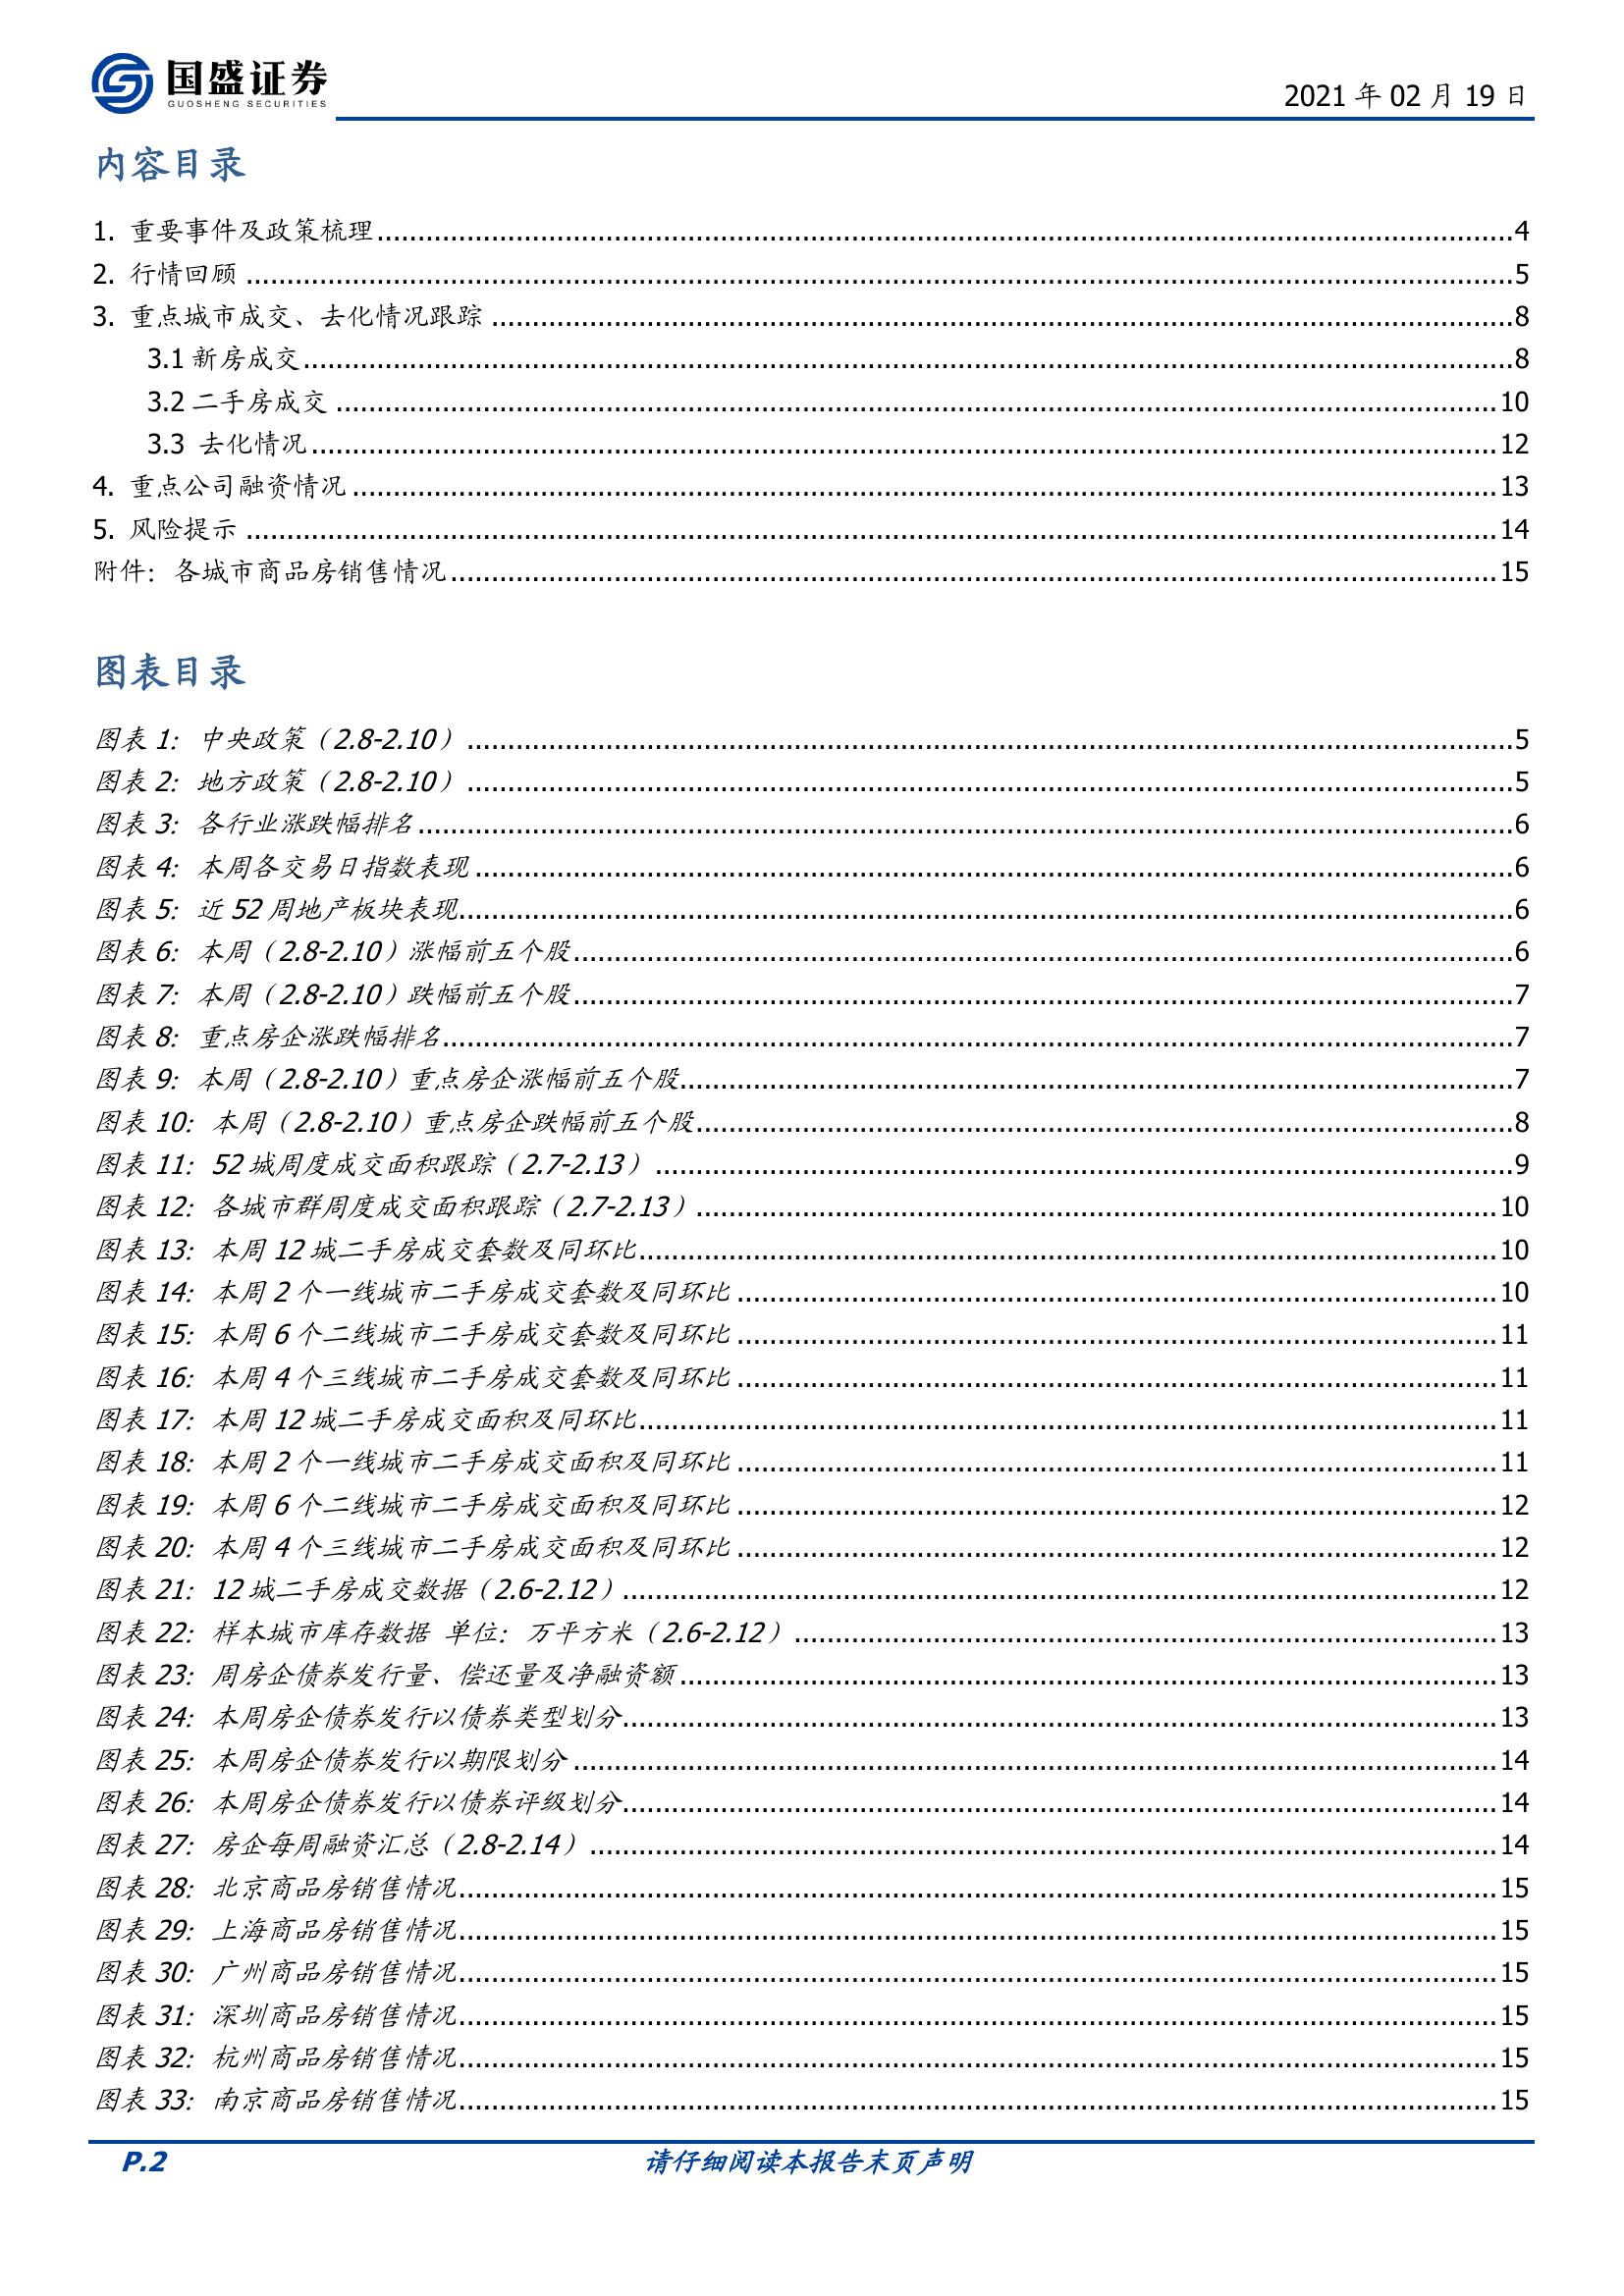 国盛证券
GUOSHENG SECURITIES
2021 年 02 月 19 日
内容目录
1. 重要事件及政策梳理 4
2. 行情回顾 5
3. 重点城市成交、去化情况跟踪 8
3.1 新房成交 8
3.2 二手房成交 10
3.3 去化情况 12
4. 重点公司融资情况 13
5. 风险提示 14
附件：各城市商品房销售情况 15
图表目录
图表 1：中央政策（2.8-2.10） 5
图表 2：地方政策（2.8-2.10） 5
图表 3：各行业涨跌幅排名 6
图表 4：本周各交易日指数表现 6
图表 5：近 52 周地产板块表现 6
图表 6：本周（2.8-2.10）涨幅前五个股 6
图表 7：本周（2.8-2.10）跌幅前五个股 7
图表 8：重点房企涨跌幅排名 7
图表 9：本周（2.8-2.10）重点房企涨幅前五个股 7
图表 10：本周（2.8-2.10）重点房企跌幅前五个股 8
图表 11：52 城周度成交面积跟踪（2.7-2.13） 9
图表 12：各城市群周度成交面积跟踪（2.7-2.13） 10
图表 13：本周 12 城二手房成交套数及同环比 10
图表 14：本周 2 个一线城市二手房成交套数及同环比 10
图表 15：本周 6 个二线城市二手房成交套数及同环比 11
图表 16：本周 4 个三线城市二手房成交套数及同环比 11
图表 17：本周 12 城二手房成交面积及同环比 11
图表 18：本周 2 个一线城市二手房成交面积及同环比 11
图表 19：本周 6 个二线城市二手房成交面积及同环比 12
图表 20：本周 4 个三线城市二手房成交面积及同环比 12
图表 21：12 城二手房成交数据（2.6-2.12） 12
图表 22：样本城市库存数据 单位：万平方米（2.6-2.12） 13
图表 23：周房企债券发行量、偿还量及净融资额 13
图表 24：本周房企债券发行以债券类型划分 13
图表 25：本周房企债券发行以期限划分 14
图表 26：本周房企债券发行以债券评级划分 14
图表 27：房企每周融资汇总（2.8-2.14） 14
图表 28：北京商品房销售情况 15
图表 29：上海商品房销售情况 15
图表 30：广州商品房销售情况 15
图表 31：深圳商品房销售情况 15
图表 32：杭州商品房销售情况 15
图表 33：南京商品房销售情况 15
P.2 请仔细阅读本报告末页声明